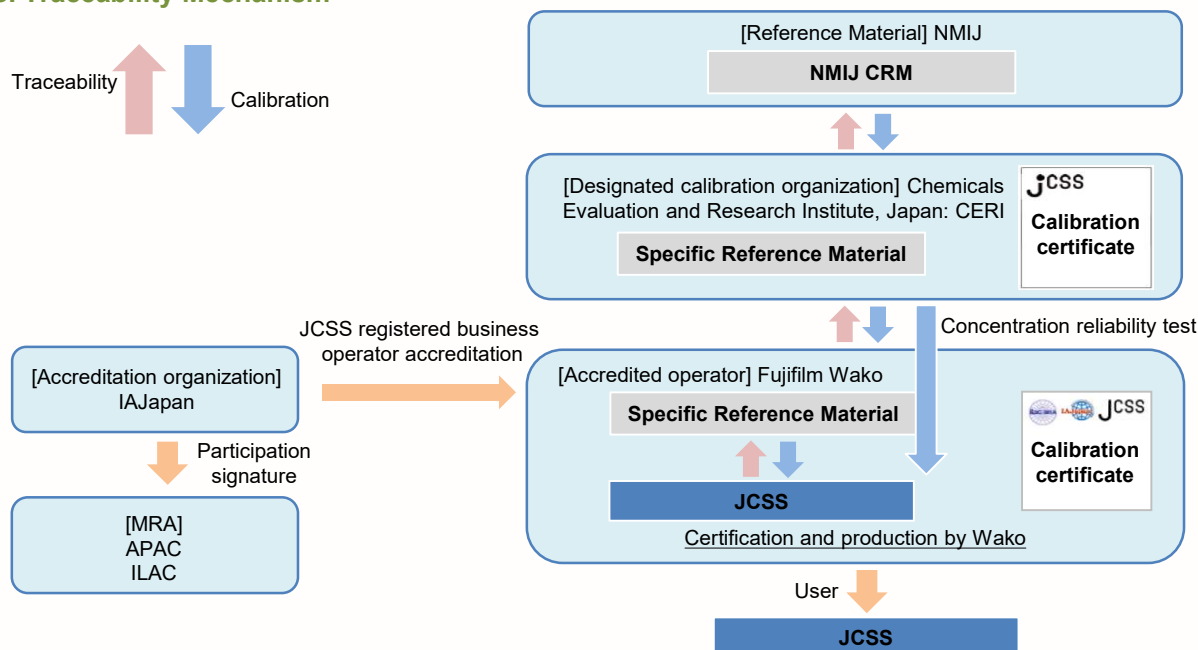 Traceability Mechanism
Traceability
Calibration
[Reference Material] NMIJ
NMIJ CRM
[Designated calibration organization] Chemicals
Evaluation and Research Institute, Japan: CERI
Specific Reference Material
JCSS
Calibration
certificate
Concentration reliability test
JCSS registered business
operator accreditation
[Accreditation organization]
IAJapan
Participation
signature
[MRA]
APAC
ILAC
[Accredited operator] Fujifilm Wako
Specific Reference Material
JCSS
Certification and production by Wako
JCSS
Calibration
certificate
User
JCSS